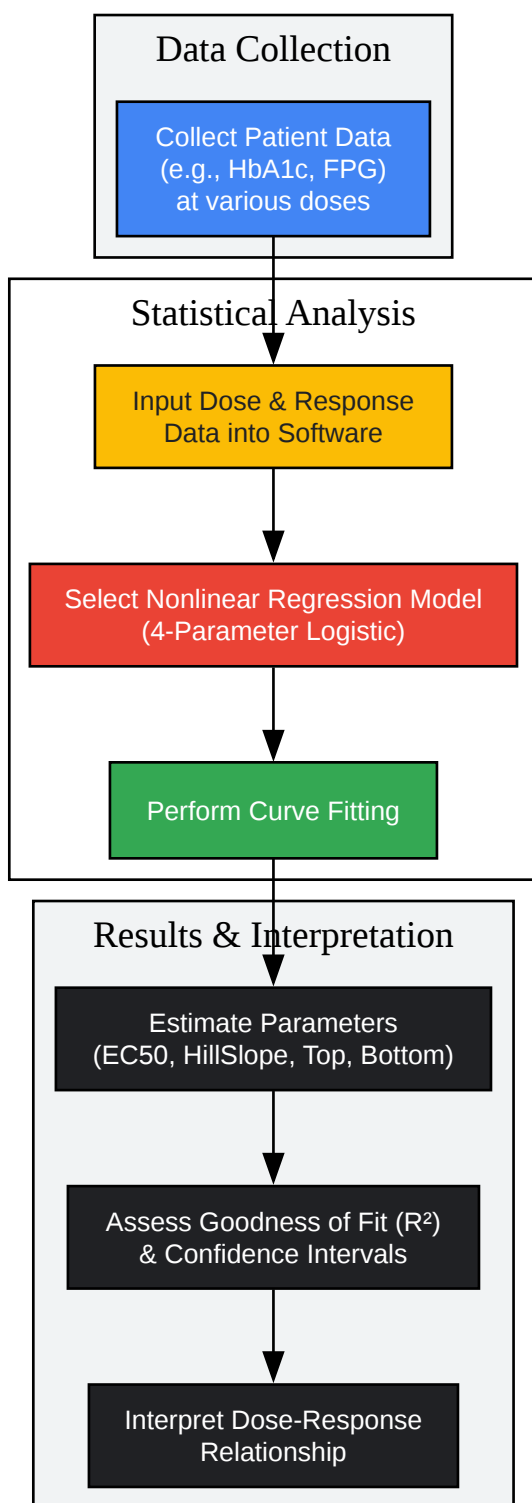 Data Collection
Collect Patient Data
(e.g., HbA1c, FPG)
at various doses
Statistical Analysis
Input Dose & Response
Data into Software
Select Nonlinear Regression Model
(4-Parameter Logistic)
Perform Curve Fitting
Results & Interpretation
Estimate Parameters
(EC50, HillSlope, Top, Bottom)
Assess Goodness of Fit (R²)
& Confidence Intervals
Interpret Dose-Response
Relationship